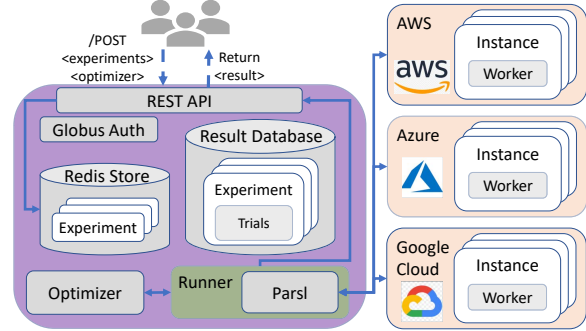 /POST
<experiments>
<optimizer>
Return
<result>
REST API
Globus Auth
Result Database
Redis Store
Experiment
Experiment
Trials
Optimizer
Runner
Parsl
AWS
aws
Instance
Worker
Azure
Instance
Worker
Google
Cloud
Instance
Worker